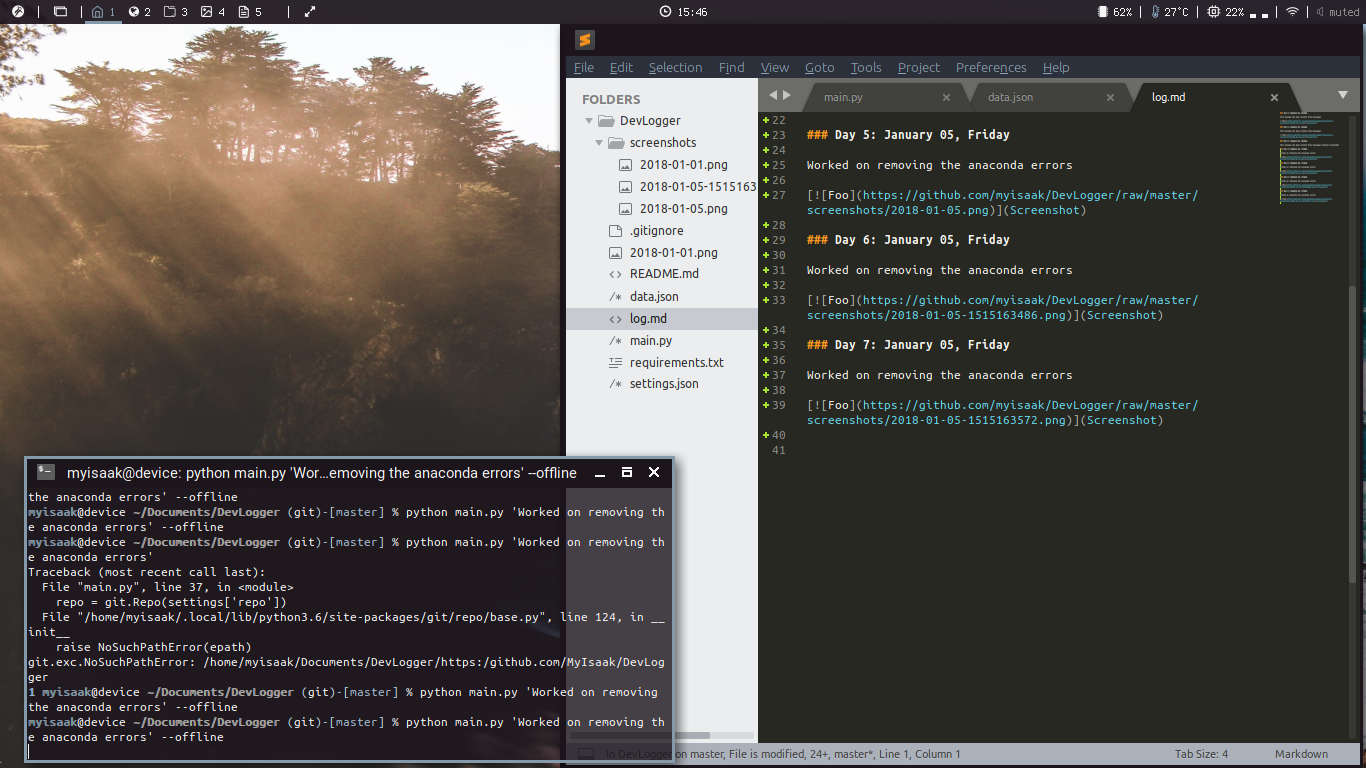 1 2 3 4 5 15:46 62% | 27°C | 22% | muted
File Edit Selection Find View Goto Tools Project Preferences Help
FOLDERS
DevLogger
screenshots
2018-01-01.png
2018-01-05-1515163
2018-01-05.png
.gitignore
2018-01-01.png
README.md
data.json
log.md
main.py
requirements.txt
settings.json
main.py data.json log.md
22
23 ### Day 5: January 05, Friday
24
25 Worked on removing the anaconda errors
26
27 [![Foo](https://github.com/myisaak/DevLogger/raw/master/
screenshots/2018-01-05.png)](Screenshot)
28
29 ### Day 6: January 05, Friday
30
31 Worked on removing the anaconda errors
32
33 [![Foo](https://github.com/myisaak/DevLogger/raw/master/
screenshots/2018-01-05-1515163486.png)](Screenshot)
34
35 ### Day 7: January 05, Friday
36
37 Worked on removing the anaconda errors
38
39 [![Foo](https://github.com/myisaak/DevLogger/raw/master/
screenshots/2018-01-05-1515163572.png)](Screenshot)
40
41
myisaak@device: python main.py 'Wor...emoving the anaconda errors' --offline
the anaconda errors' --offline
myisaak@device ~/Documents/DevLogger (git)-[master] % python main.py 'Worked on removing th
e anaconda errors' --offline
myisaak@device ~/Documents/DevLogger (git)-[master] % python main.py 'Worked on removing th
e anaconda errors'
Traceback (most recent call last):
File "main.py", line 37, in <module>
repo = git.Repo(settings['repo'])
File "/home/myisaak/.local/lib/python3.6/site-packages/git/repo/base.py", line 124, in __
init__
raise NoSuchPathError(epath)
git.exc.NoSuchPathError: /home/myisaak/Documents/DevLogger/https:/github.com/MyIsaak/DevLog
ger
1 myisaak@device ~/Documents/DevLogger (git)-[master] % python main.py 'Worked on removing
the anaconda errors' --offline
myisaak@device ~/Documents/DevLogger (git)-[master] % python main.py 'Worked on removing th
e anaconda errors' --offline
In DevLogger on master, File is modified, 24+, master*, Line 1, Column 1 Tab Size: 4 Markdown